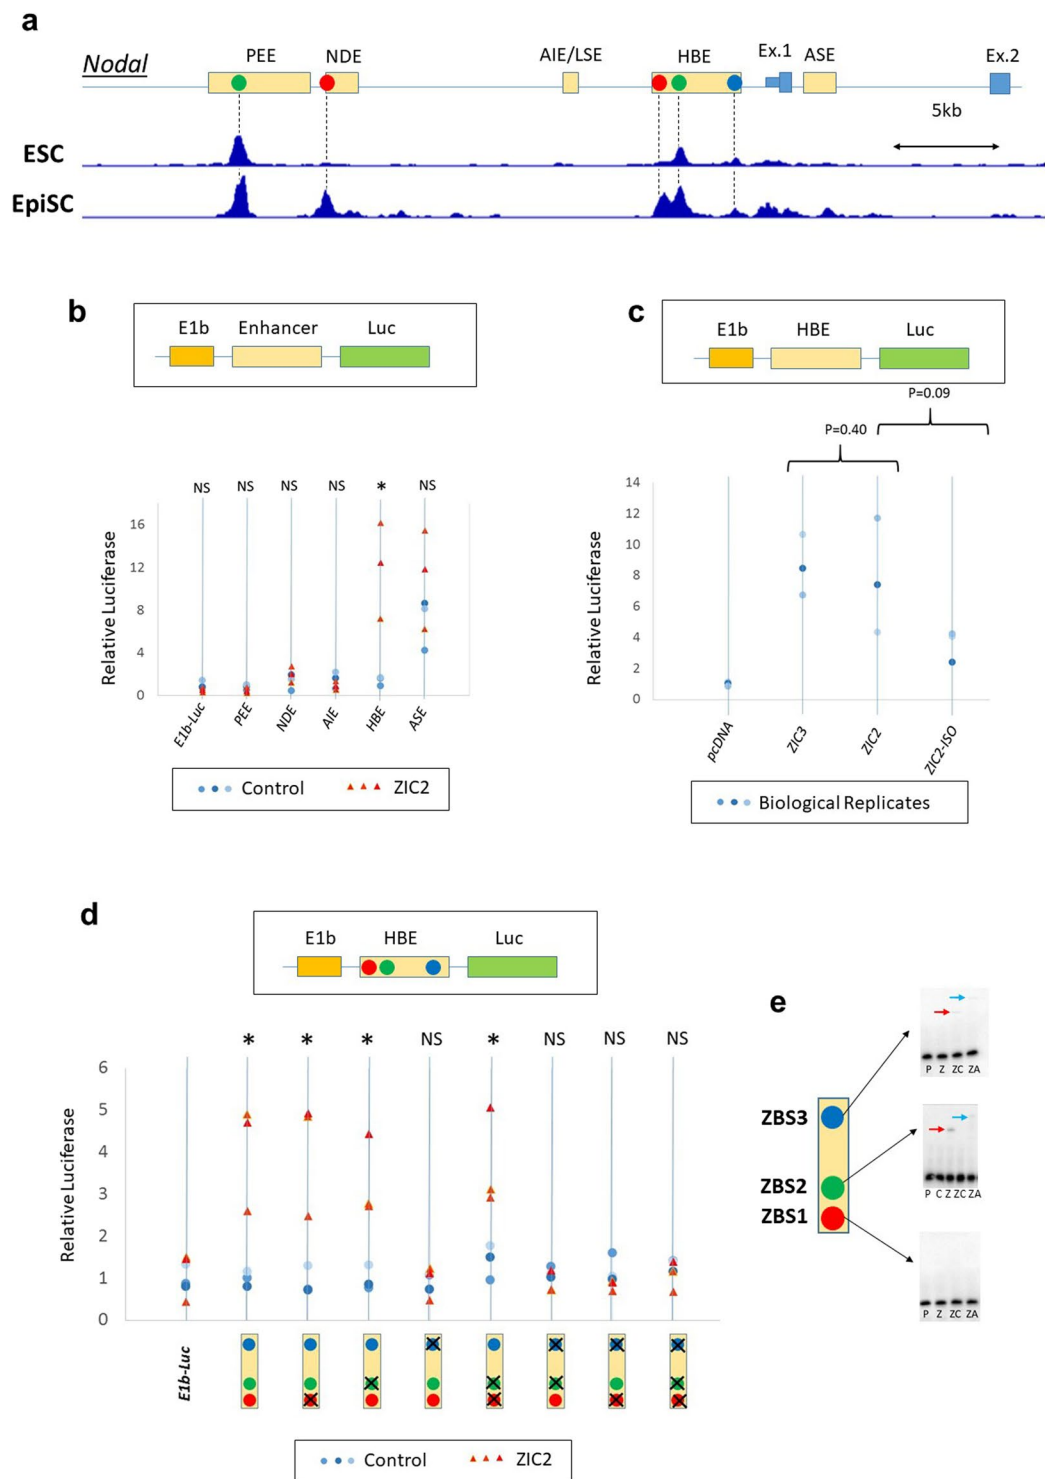 a
Nodal
PEE
NDE
AIE/LSE
HBE
Ex.1
ASE
Ex.2
5kb
ESC
EpiSC
b
E1b Enhancer Luc
NS NS NS NS * NS
Relative Luciferase
16
12
8
4
0
E1b-Luc PEE NDE AIE HBE ASE
Control ZIC2
c
E1b HBE Luc
P=0.09
P=0.40
Relative Luciferase
14
12
10
8
6
4
2
0
pcDNA ZIC3 ZIC2 ZIC2-ISO
Biological Replicates
d
E1b HBE Luc
* * * NS * NS NS NS
Relative Luciferase
6
5
4
3
2
1
0
E1b-Luc
Control ZIC2
e
ZBS3
ZBS2
ZBS1
P Z ZC ZA
P C Z ZC ZA
P Z ZC ZA